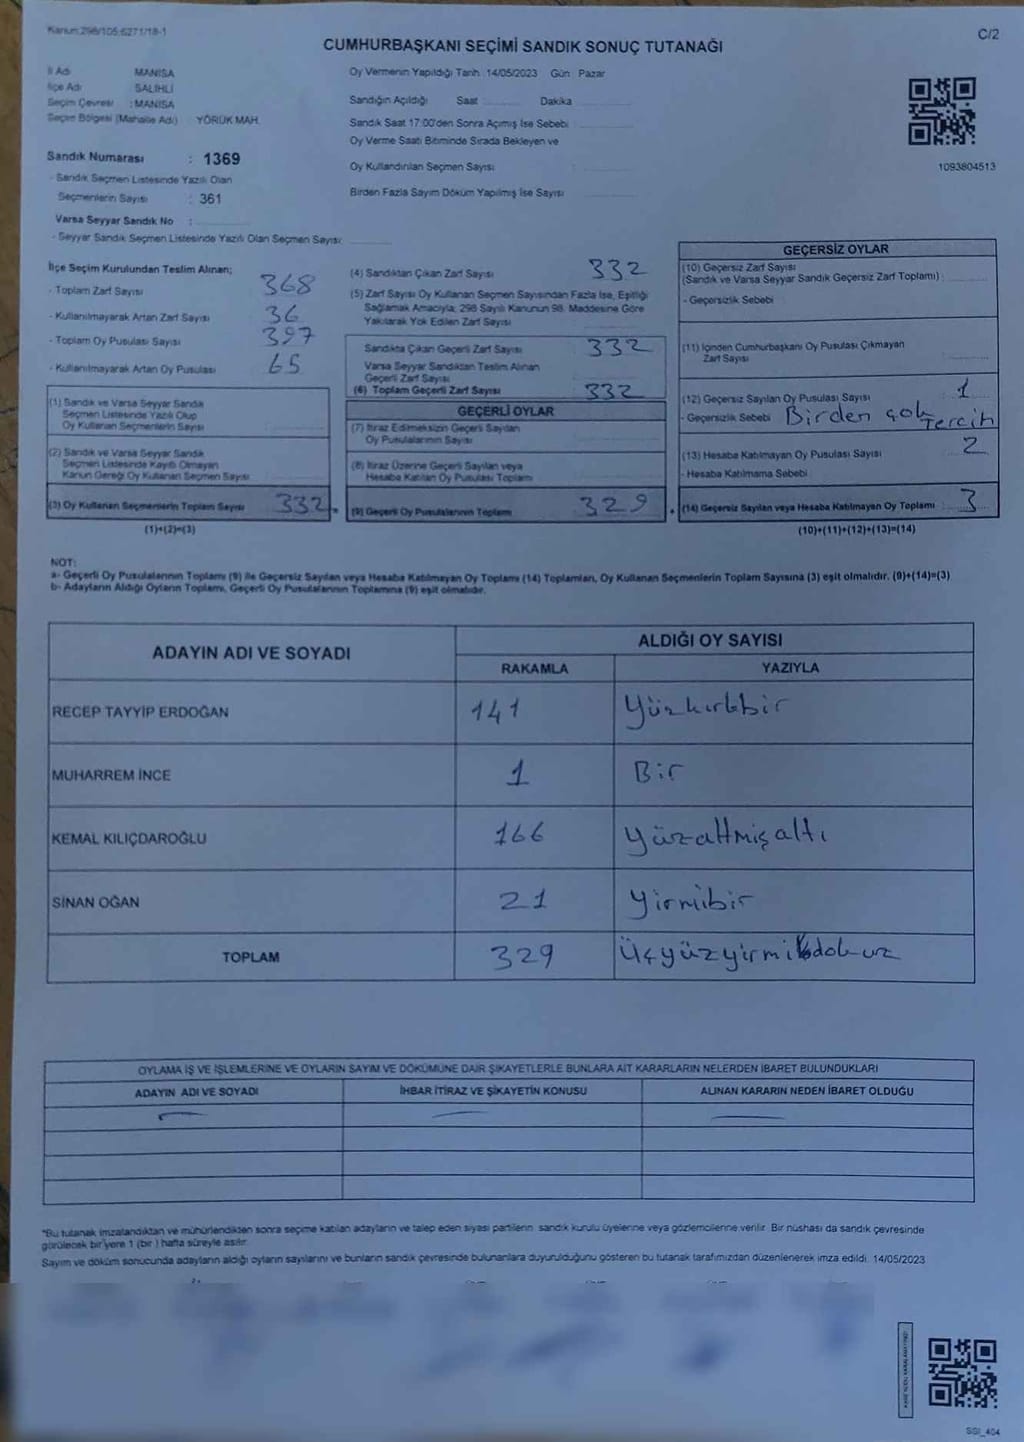 Kanun:298/105,6271/18-1
C/2
CUMHURBAŞKANI SEÇİMİ SANDIK SONUÇ TUTANAĞI
İl Adı MANİSA
İlçe Adı SALİHLİ
Seçim Çevresi : MANİSA
Seçim Bölgesi (Mahalle Adı) YÖRÜK MAH.
Sandık Numarası : 1369
- Sandık Seçmen Listesinde Yazılı Olan
Seçmenlerin Sayısı : 361
Varsa Seyyar Sandık No :
- Seyyar Sandık Seçmen Listesinde Yazılı Olan Seçmen Sayısı:
Oy Vermenin Yapıldığı Tarih :14/05/2023 Gün Pazar
Sandığın Açıldığı Saat Dakika
Sandık Saat 17:00'den Sonra Açılmış İse Sebebi :
Oy Verme Saati Bitiminde Sırada Bekleyen ve
Oy Kullandırılan Seçmen Sayısı :
Birden Fazla Sayım Döküm Yapılmış İse Sayısı :
1093804513
İlçe Seçim Kurulundan Teslim Alınan;
- Toplam Zarf Sayısı 368
- Kullanılmayarak Artan Zarf Sayısı 36
- Toplam Oy Pusulası Sayısı 397
- Kullanılmayarak Artan Oy Pusulası 65
(1) Sandık ve Varsa Seyyar Sandık
Seçmen Listesinde Yazılı Olup
Oy Kullanan Seçmenlerin Sayısı :
(2) Sandık ve Varsa Seyyar Sandık
Seçmen Listesinde Kayıtlı Olmayan
Kanun Gereği Oy Kullanan Seçmen Sayısı
(3) Oy Kullanan Seçmenlerin Toplam Sayısı 332
(1)+(2)=(3)
(4) Sandıktan Çıkan Zarf Sayısı 332
(5) Zarf Sayısı Oy Kullanan Seçmen Sayısından Fazla İse, Eşitliği
Sağlamak Amacıyla; 298 Sayılı Kanunun 98. Maddesine Göre
Yakılarak Yok Edilen Zarf Sayısı
Sandıkta Çıkan Geçerli Zarf Sayısı 332
Varsa Seyyar Sandıktan Teslim Alınan
Geçerli Zarf Sayısı
(6) Toplam Geçerli Zarf Sayısı 332
GEÇERLİ OYLAR
(7) İtiraz Edilmeksizin Geçerli Sayılan
Oy Pusulalarının Sayısı
(8) İtiraz Üzerine Geçerli Sayılan veya
Hesaba Katılan Oy Pusulası Toplamı
(9) Geçerli Oy Pusulalarının Toplamı 329
GEÇERSİZ OYLAR
(10) Geçersiz Zarf Sayısı
(Sandık ve Varsa Seyyar Sandık Geçersiz Zarf Toplamı) :
- Geçersizlik Sebebi
(11) İçinden Cumhurbaşkanı Oy Pusulası Çıkmayan
Zarf Sayısı
(12) Geçersiz Sayılan Oy Pusulası Sayısı 1
- Geçersizlik Sebebi Birden çok Tercih
(13) Hesaba Katılmayan Oy Pusulası Sayısı 2
- Hesaba Katılmama Sebebi
(14) Geçersiz Sayılan veya Hesaba Katılmayan Oy Toplamı 3
(10)+(11)+(12)+(13)=(14)
NOT:
a- Geçerli Oy Pusulalarının Toplamı (9) ile Geçersiz Sayılan veya Hesaba Katılmayan Oy Toplamı (14) Toplamları, Oy Kullanan Seçmenlerin Toplam Sayısına (3) eşit olmalıdır. (9)+(14)=(3)
b- Adayların Aldığı Oyların Toplamı, Geçerli Oy Pusulalarının Toplamına (9) eşit olmalıdır.
ADAYIN ADI VE SOYADI ALDIĞI OY SAYISI
RAKAMLA YAZIYLA
RECEP TAYYİP ERDOĞAN 141 Yüzkırkbir
MUHARREM İNCE 1 Bir
KEMAL KILIÇDAROĞLU 166 Yüzaltmışaltı
SİNAN OĞAN 21 Yirmibir
TOPLAM 329 Üçyüzyirmidokuz
OYLAMA İŞ VE İŞLEMLERİNE VE OYLARIN SAYIM VE DÖKÜMÜNE DAİR ŞİKAYETLERLE BUNLARA AİT KARARLARIN NELERDEN İBARET BULUNDUKLARI
ADAYIN ADI VE SOYADI İHBAR İTİRAZ VE ŞİKAYETİN KONUSU ALINAN KARARIN NEDEN İBARET OLDUĞU
*Bu tutanak imzalandıktan ve mühürlendikten sonra seçime katılan adayların ve talep eden siyasi partilerin sandık kurulu üyelerine veya gözlemcilerine verilir. Bir nüshası da sandık çevresinde
görülecek bir yere 1 (bir ) hafta süreyle asılır.
Sayım ve döküm sonucunda adayların aldığı oyların sayılarını ve bunların sandık çevresinde bulunanlara duyurulduğunu gösteren bu tutanak tarafımızdan düzenlenerek imza edildi. 14/05/2023
SGI_404